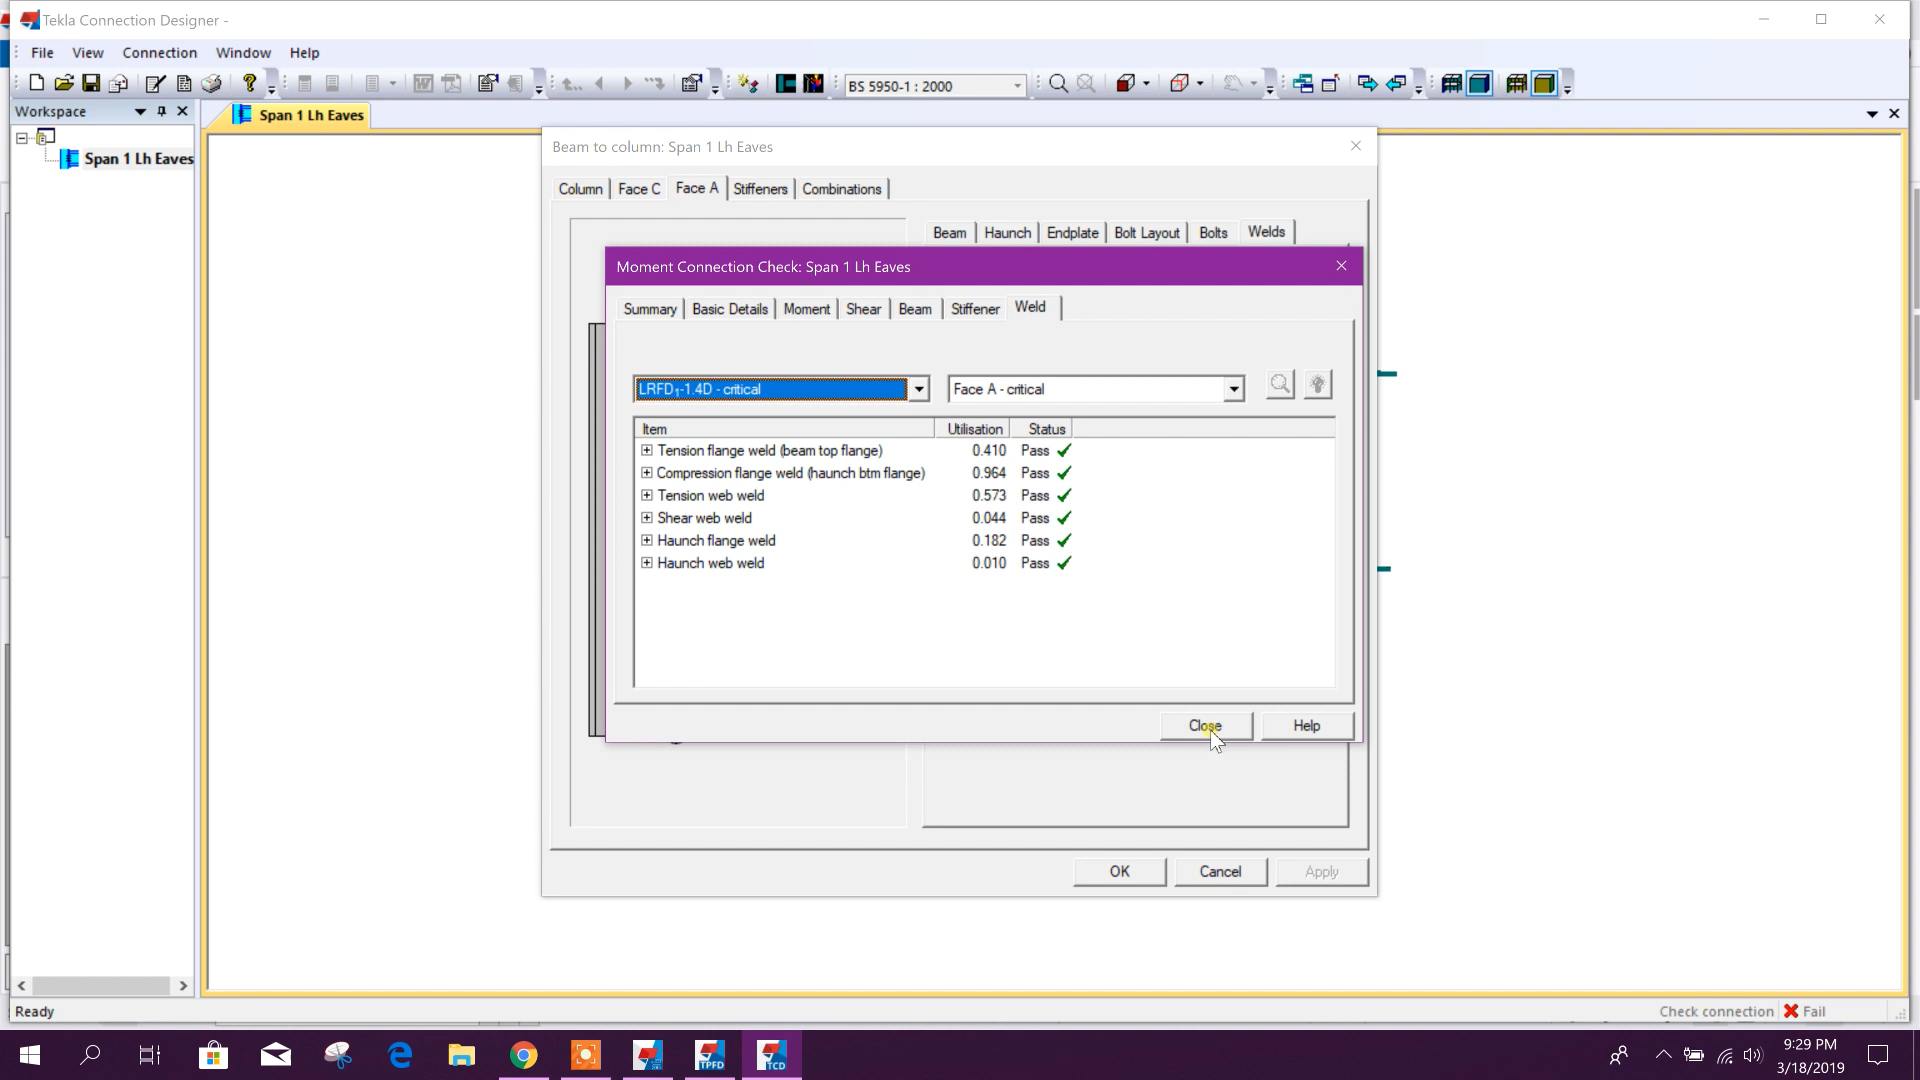 Tekla Connection Designer -
File View Connection Window Help
BS 5950-1 : 2000
Workspace
Span 1 Lh Eaves
Span 1 Lh Eaves
Beam to column: Span 1 Lh Eaves
Column Face C Face A Stiffeners Combinations
Beam Haunch Endplate Bolt Layout Bolts Welds
Moment Connection Check: Span 1 Lh Eaves
Summary Basic Details Moment Shear Beam Stiffener Weld
LRFD1-1.4D - critical Face A - critical
Item Utilisation Status
Tension flange weld (beam top flange) 0.410 Pass
Compression flange weld (haunch btm flange) 0.964 Pass
Tension web weld 0.573 Pass
Shear web weld 0.044 Pass
Haunch flange weld 0.182 Pass
Haunch web weld 0.010 Pass
Close Help
OK Cancel Apply
Ready Check connection Fail
TPFD TCD
9:29 PM
3/18/2019